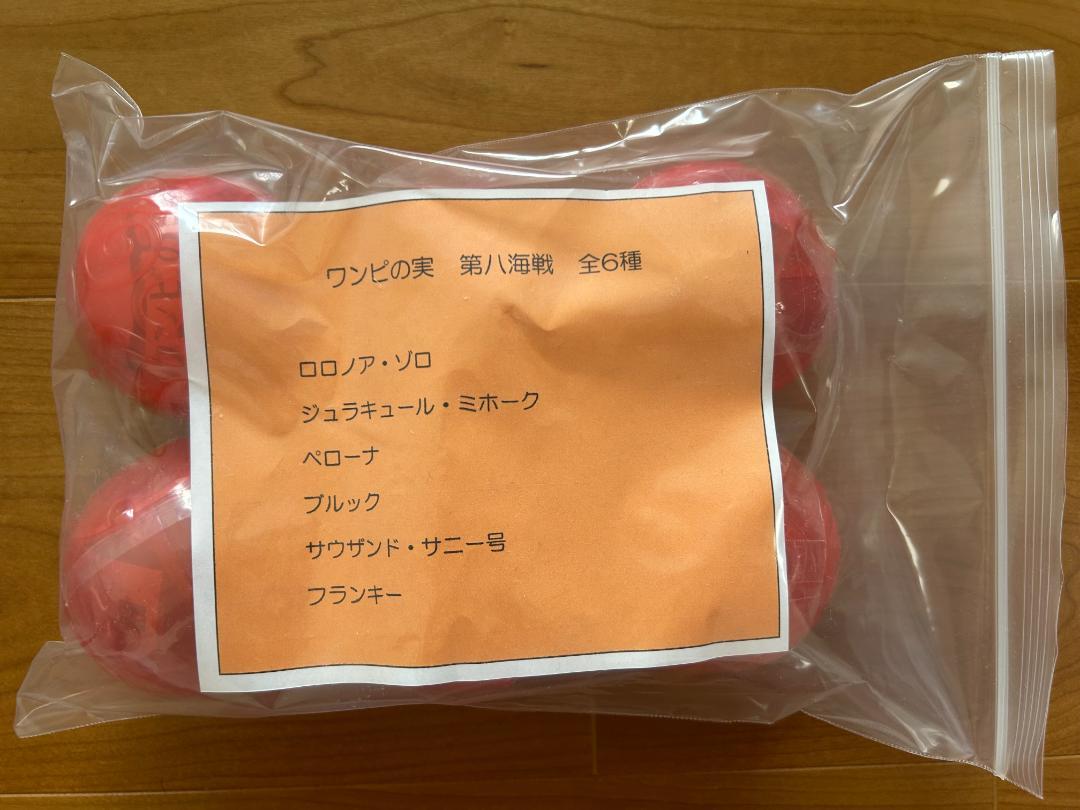 ワンピの実　第八海戦　全6種
ロロノア・ゾロ
ジュラキュール・ミホーク
ペローナ
ブルック
サウザンド・サニー号
フランキー